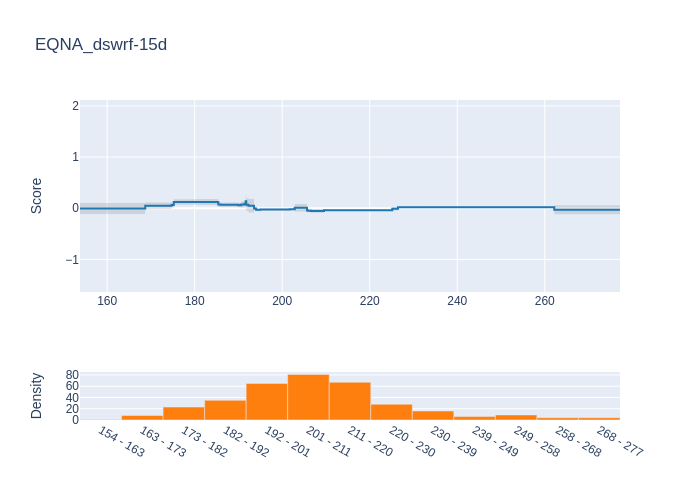 EQNA_dswrf-15d
2
1
0
−1
Score
160
180
200
220
240
260
80
60
40
20
0
Density
154 - 163
163 - 173
173 - 182
182 - 192
192 - 201
201 - 211
211 - 220
220 - 230
230 - 239
239 - 249
249 - 258
258 - 268
268 - 277